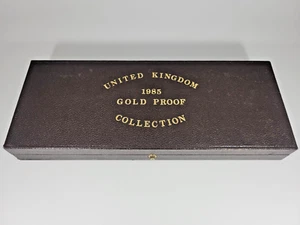 UNITED KINGDOM
1985
GOLD PROOF
COLLECTION